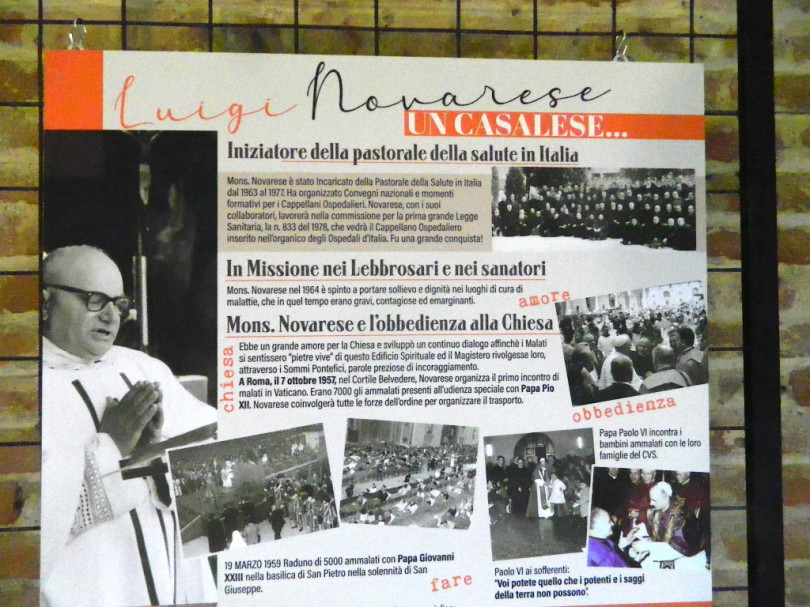 Luigi Novarese
UN CASALESE...
Iniziatore della pastorale della salute in Italia
Mons. Novarese è stato Incaricato della Pastorale della Salute in Italia
dal 1963 al 1977. Ha organizzato Convegni nazionali e momenti
formativi per i Cappellani Ospedalieri. Novarese, con i suoi
collaboratori, lavorerà nella commissione per la prima grande Legge
Sanitaria, la n. 833 del 1978, che vedrà il Cappellano Ospedaliero
inserito nell'organico degli Ospedali d'Italia. Fu una grande conquista!
In Missione nei Lebbrosari e nei sanatori
Mons. Novarese nel 1964 è spinto a portare sollievo e dignità nei luoghi di cura di
malattie, che in quel tempo erano gravi, contagiose ed emarginanti.
amore
Mons. Novarese e l'obbedienza alla Chiesa
chiesa
Ebbe un grande amore per la Chiesa e sviluppò un continuo dialogo affinchè i Malati
si sentissero "pietre vive" di questo Edificio Spirituale ed il Magistero rivolgesse loro,
attraverso i Sommi Pontefici, parole preziose di incoraggiamento.
A Roma, il 7 ottobre 1957, nel Cortile Belvedere, Novarese organizza il primo incontro di
malati in Vaticano. Erano 7000 gli ammalati presenti all'udienza speciale con Papa Pio
XII. Novarese coinvolgerà tutte le forze dell'ordine per organizzare il trasporto.
obbedienza
Papa Paolo VI incontra i
bambini ammalati con le loro
famiglie del CVS.
19 MARZO 1959 Raduno di 5000 ammalati con Papa Giovanni
XXIII nella basilica di San Pietro nella solennità di San
Giuseppe.
fare
Paolo VI ai sofferenti:
"Voi potete quello che i potenti e i saggi
della terra non possono".